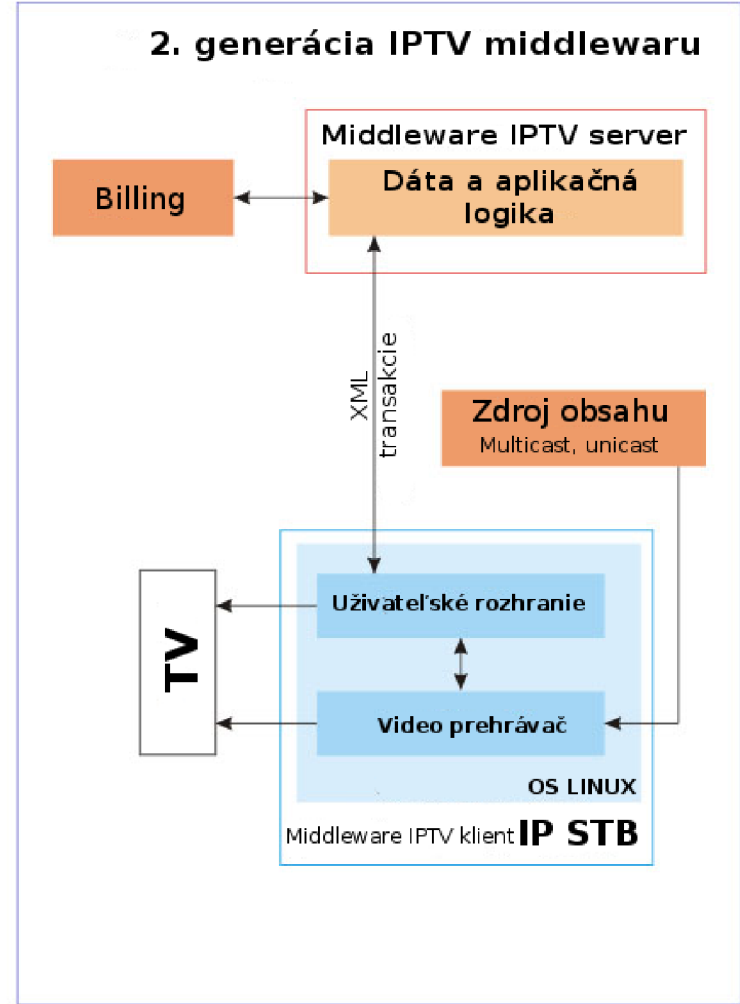 2. generácia IPTV middlewaru
Middleware IPTV server
Billing
Dáta a aplikačná
logika
XML
transakcie
Zdroj obsahu
Multicast, unicast
Uživateľské rozhranie
TV
Video prehrávač
OS LINUX
Middleware IPTV klient IP STB